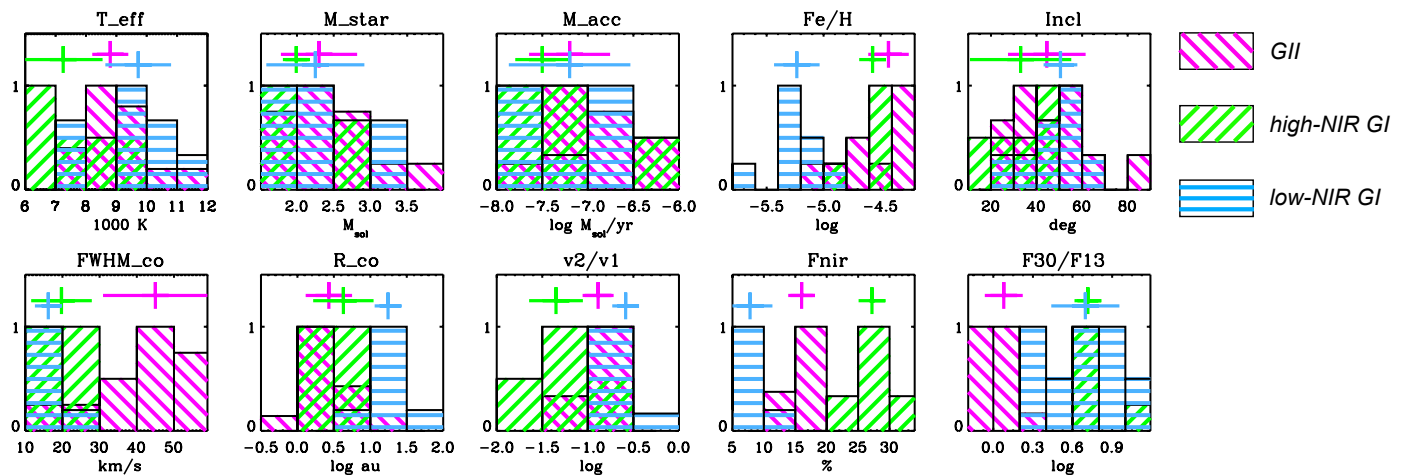 T_eff M_star M_acc Fe/H Incl
1 1 1 1 1
0 0 0 0 0
6 7 8 9 10 11 12 2.0 2.5 3.0 3.5 -8.0 -7.5 -7.0 -6.5 -6.0 -5.5 -5.0 -4.5 20 40 60 80
1000 K M_sol log M_sol/yr log deg
GII
high-NIR GI
low-NIR GI
FWHM_co R_co v2/v1 Fnir F30/F13
1 1 1 1 1
0 0 0 0 0
10 20 30 40 50 -0.5 0.0 0.5 1.0 1.5 2.0 -2.0 -1.5 -1.0 -0.5 0.0 5 10 15 20 25 30 0.0 0.3 0.6 0.9
km/s log au log % log